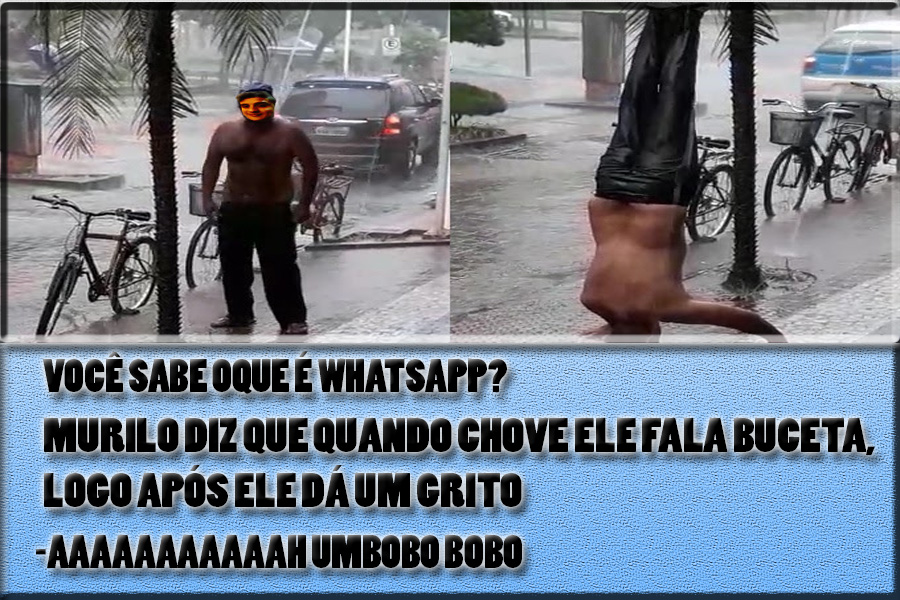 VOCÊ SABE OQUE É WHATSAPP?
MURILO DIZ QUE QUANDO CHOVE ELE FALA BUCETA,
LOGO APÓS ELE DÁ UM GRITO
-AAAAAAAAAAAH UMBOBO BOBO